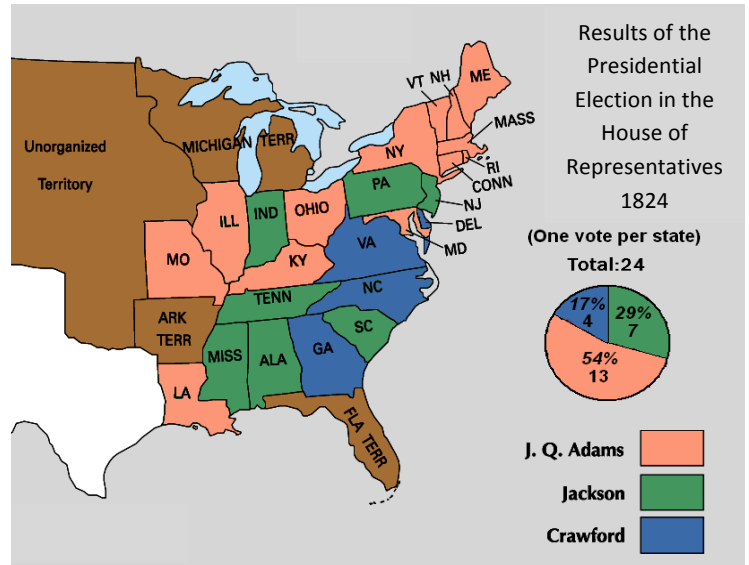 Results of the
Presidential
Election in the
House of
Representatives
1824
(One vote per state)
Total:24
17%
4
29%
7
54%
13
J. Q. Adams
Jackson
Crawford
Unorganized
Territory
MICHIGAN TERR
VT
NH
ME
MASS
NY
RI
CONN
PA
NJ
DEL
MD
ILL
IND
OHIO
MO
KY
VA
NC
TENN
ARK
TERR
SC
MISS
ALA
GA
LA
FLA TERR